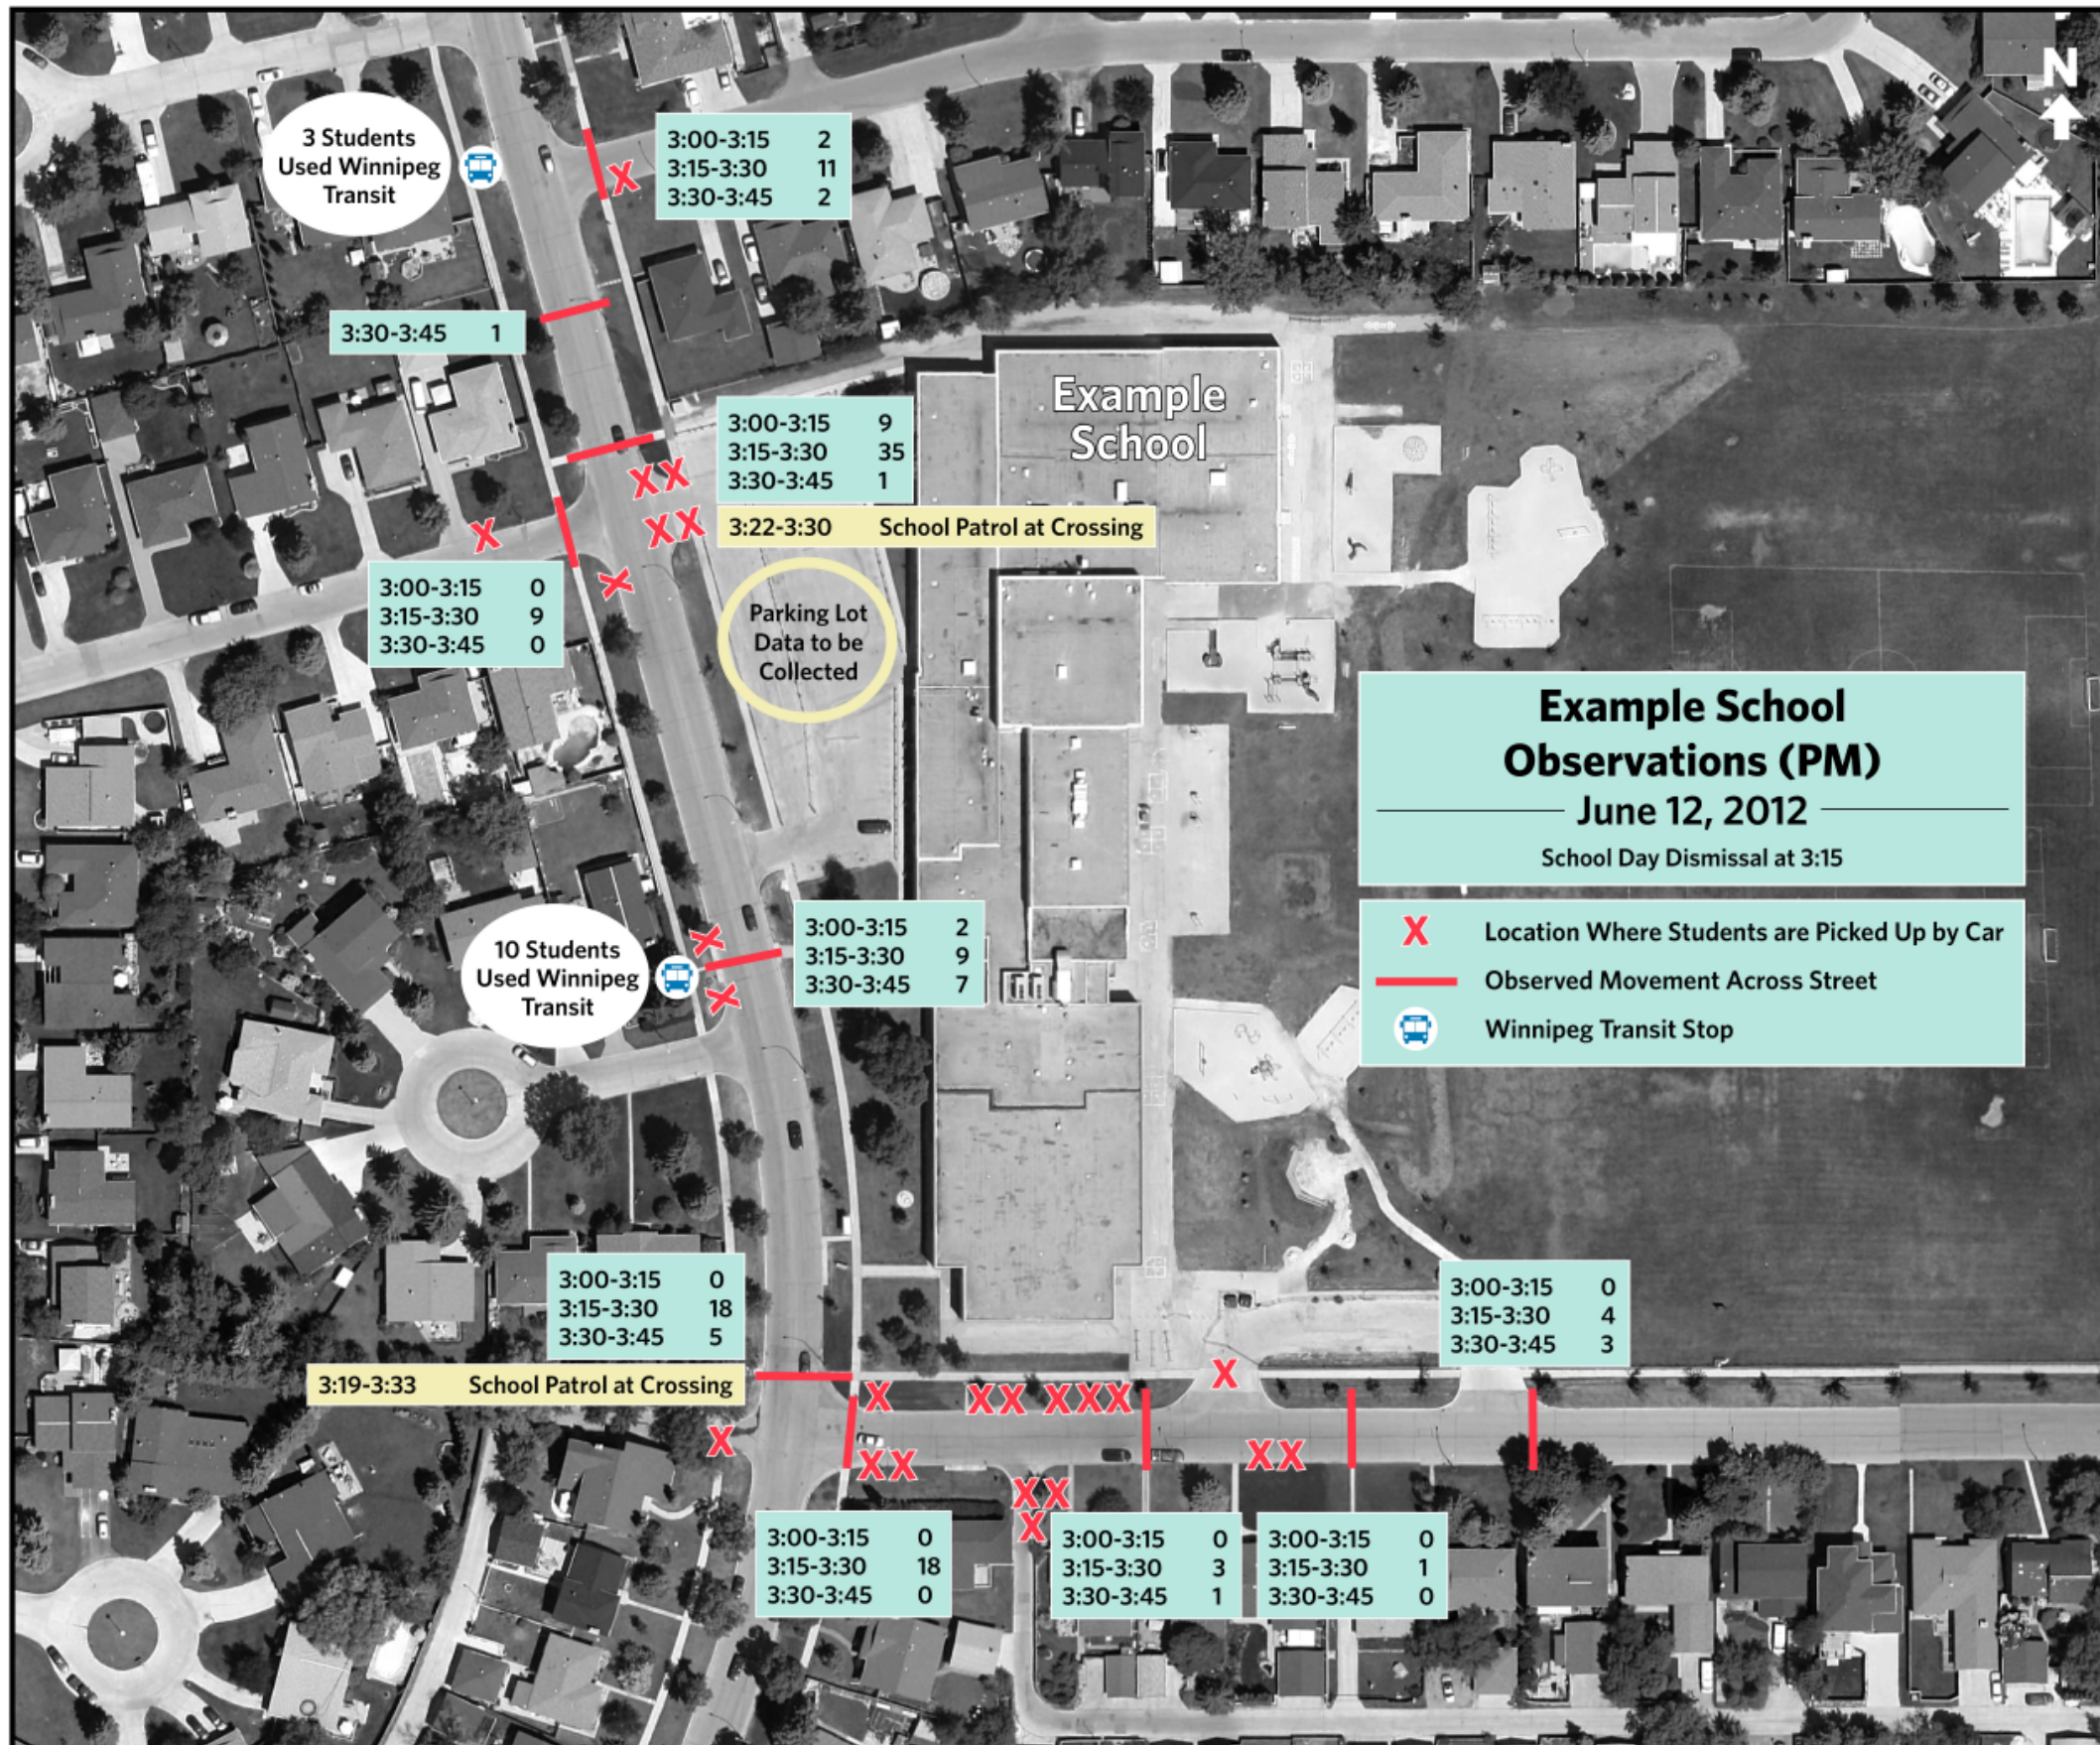 N
3 Students
Used Winnipeg
Transit
3:00-3:15 2
3:15-3:30 11
3:30-3:45 2
3:30-3:45 1
Example
School
3:00-3:15 9
3:15-3:30 35
3:30-3:45 1
3:22-3:30 School Patrol at Crossing
3:00-3:15 0
3:15-3:30 9
3:30-3:45 0
Parking Lot
Data to be
Collected
Example School
Observations (PM)
June 12, 2012
School Day Dismissal at 3:15
X Location Where Students are Picked Up by Car
Observed Movement Across Street
Winnipeg Transit Stop
10 Students
Used Winnipeg
Transit
3:00-3:15 2
3:15-3:30 9
3:30-3:45 7
3:00-3:15 0
3:15-3:30 18
3:30-3:45 5
3:19-3:33 School Patrol at Crossing
3:00-3:15 0
3:15-3:30 4
3:30-3:45 3
3:00-3:15 0
3:15-3:30 18
3:30-3:45 0
3:00-3:15 0
3:15-3:30 3
3:30-3:45 1
3:00-3:15 0
3:15-3:30 1
3:30-3:45 0